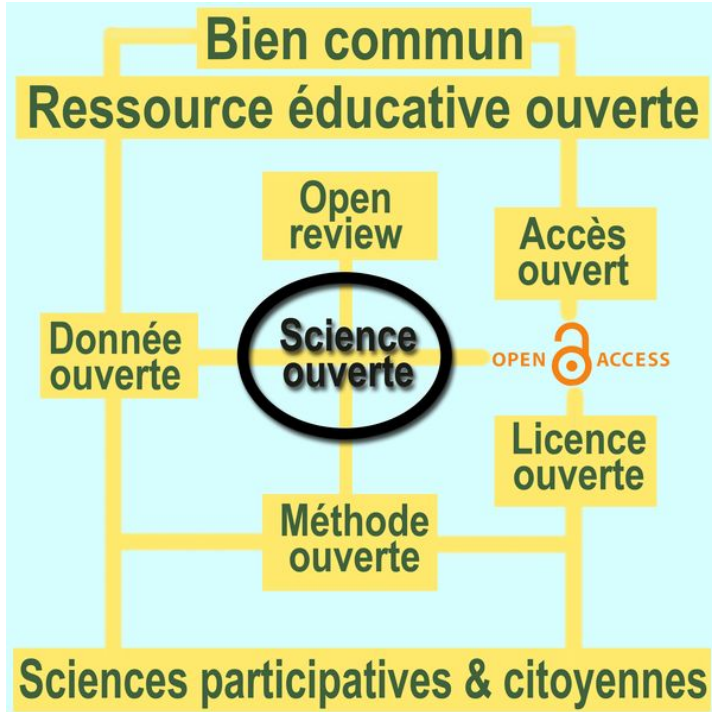 Bien commun
Ressource éducative ouverte
Open
review
Accès
ouvert
Donnée
ouverte
Science
ouverte
OPEN ACCESS
Licence
ouverte
Méthode
ouverte
Sciences participatives & citoyennes